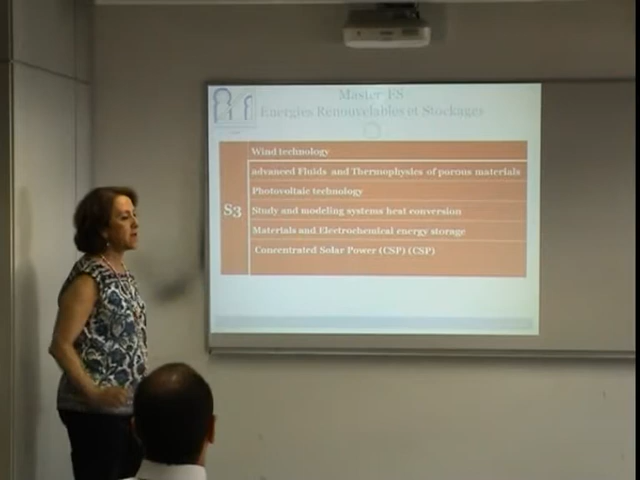 Master ES
Energies Renouvelables et Stockages
Wind technology
advanced Fluids and Thermophysics of porous materials
Photovoltaic technology
S3
Study and modeling systems heat conversion
Materials and Electrochemical energy storage
Concentrated Solar Power (CSP) (CSP)